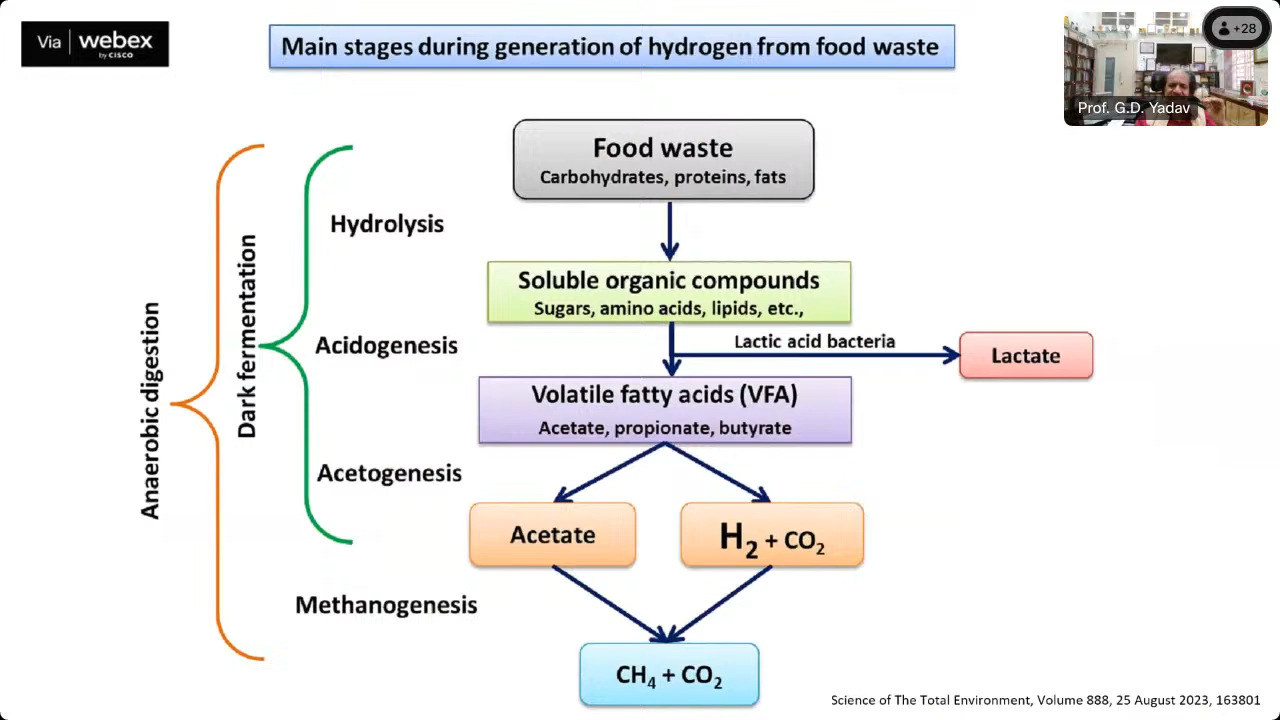 Via webex
by CISCO
Main stages during generation of hydrogen from food waste
+28
Prof. G.D. Yadav
Food waste
Carbohydrates, proteins, fats
Hydrolysis
Soluble organic compounds
Sugars, amino acids, lipids, etc.,
Acidogenesis
Lactic acid bacteria
Lactate
Volatile fatty acids (VFA)
Acetate, propionate, butyrate
Dark fermentation
Anaerobic digestion
Acetogenesis
Acetate
H₂ + CO₂
Methanogenesis
CH₄ + CO₂
Science of The Total Environment, Volume 888, 25 August 2023, 163801